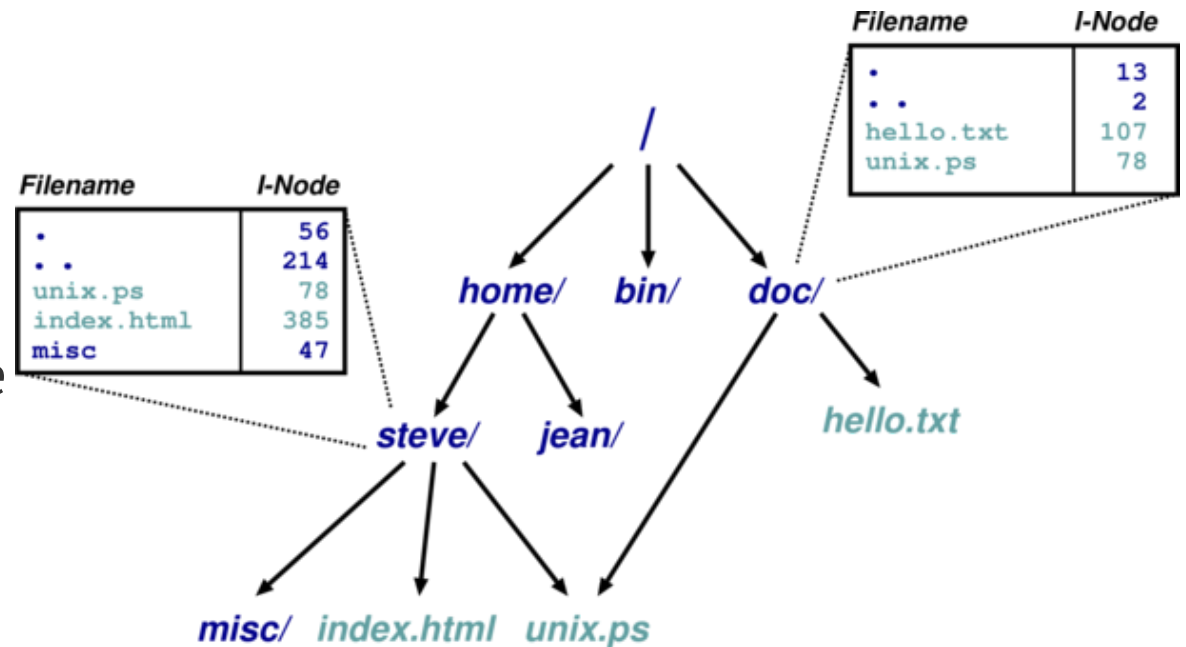 Filename I-Node
. 13
. . 2
hello.txt 107
unix.ps 78
/
Filename I-Node
. 56
. . 214
unix.ps 78
index.html 385
misc 47
e
home/ bin/ doc/
steve/ jean/ hello.txt
misc/ index.html unix.ps